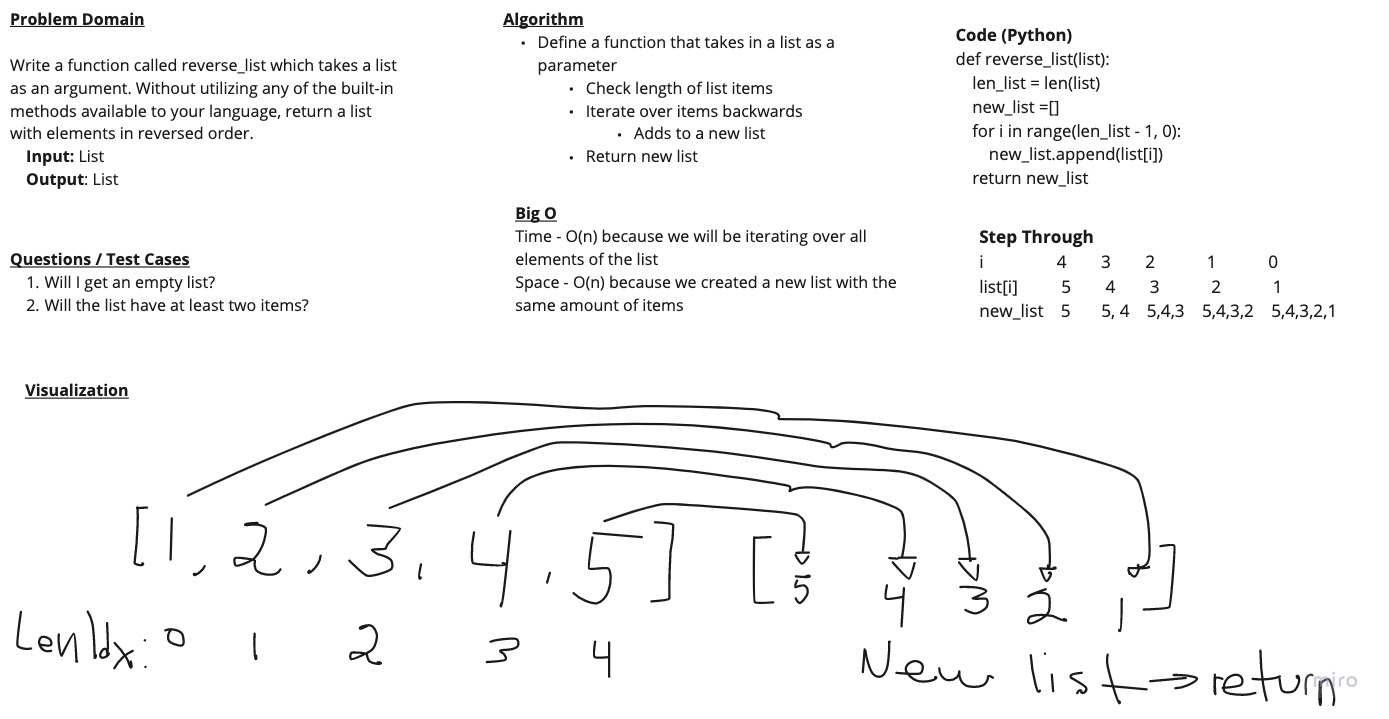 Problem Domain
Write a function called reverse_list which takes a list
as an argument. Without utilizing any of the built-in
methods available to your language, return a list
with elements in reversed order.
Input: List
Output: List
Questions / Test Cases
1. Will I get an empty list?
2. Will the list have at least two items?
Algorithm
• Define a function that takes in a list as a
parameter
• Check length of list items
• Iterate over items backwards
• Adds to a new list
• Return new list
Big O
Time - O(n) because we will be iterating over all
elements of the list
Space - O(n) because we created a new list with the
same amount of items
Code (Python)
def reverse_list(list):
len_list = len(list)
new_list =[]
for i in range(len_list - 1, 0):
new_list.append(list[i])
return new_list
Step Through
i 4 3 2 1 0
list[i] 5 4 3 2 1
new_list 5 5, 4 5,4,3 5,4,3,2 5,4,3,2,1
Visualization
[1, 2, 3, 4, 5] [5 4 3 2 1]
Len Idx: 0 1 2 3 4
New list → return
miro